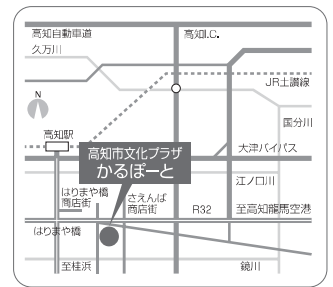 高知自動車道
高知I.C.
久万川
JR土讃線
N
国分川
高知駅
大津バイパス
高知市文化プラザ
かるぽーと
はりまや橋
商店街
さえんば
商店街
江ノ口川
R32
至高知龍馬空港
はりまや橋
至桂浜
鏡川